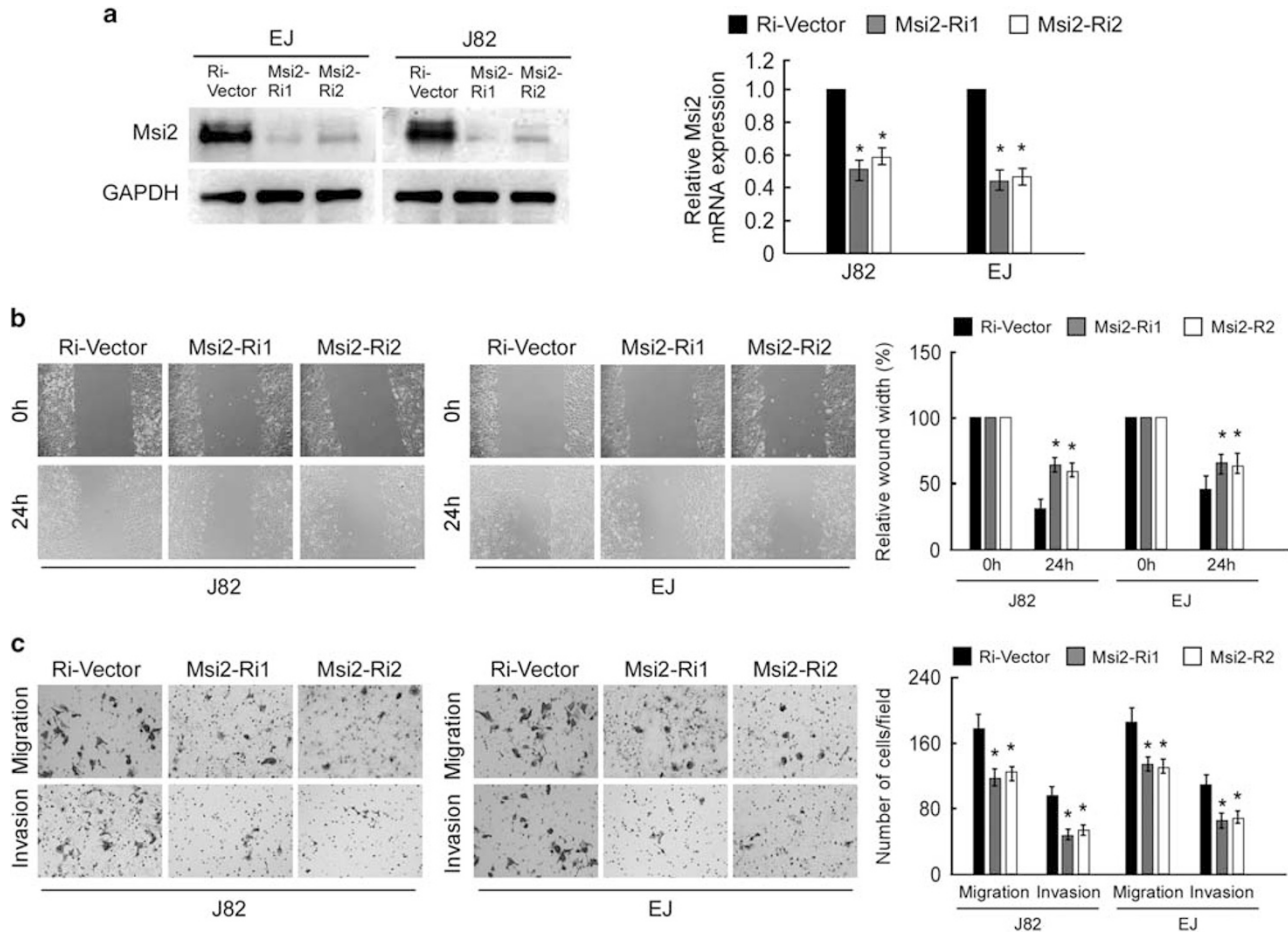 a
EJ
J82
Ri-
Vector
Msi2-
Ri1
Msi2-
Ri2
Ri-
Vector
Msi2-
Ri1
Msi2-
Ri2
Msi2
GAPDH
Ri-Vector Msi2-Ri1 Msi2-Ri2
Relative Msi2
mRNA expression
1.2
1.0
0.8
0.6
0.4
0.2
0
* * * *
J82 EJ
b
Ri-Vector Msi2-Ri1 Msi2-Ri2
0h
24h
J82
Ri-Vector Msi2-Ri1 Msi2-Ri2
0h
24h
EJ
Ri-Vector Msi2-Ri1 Msi2-R2
Relative wound width (%)
150
100
50
0
* * * *
0h 24h 0h 24h
J82 EJ
c
Ri-Vector Msi2-Ri1 Msi2-Ri2
Migration
Invasion
J82
Ri-Vector Msi2-Ri1 Msi2-Ri2
Migration
Invasion
EJ
Ri-Vector Msi2-Ri1 Msi2-R2
Number of cells/field
240
160
80
0
* * * * * * * *
Migration Invasion Migration Invasion
J82 EJ